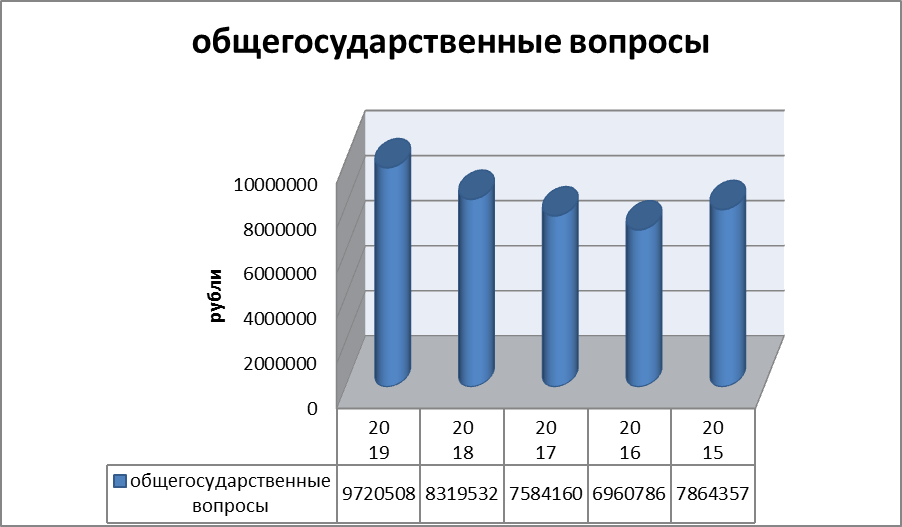 общегосударственные вопросы
10000000
8000000
6000000
4000000
2000000
0
рубли
20 20 20 20 20
19 18 17 16 15
общегосударственные
вопросы
9720508 8319532 7584160 6960786 7864357